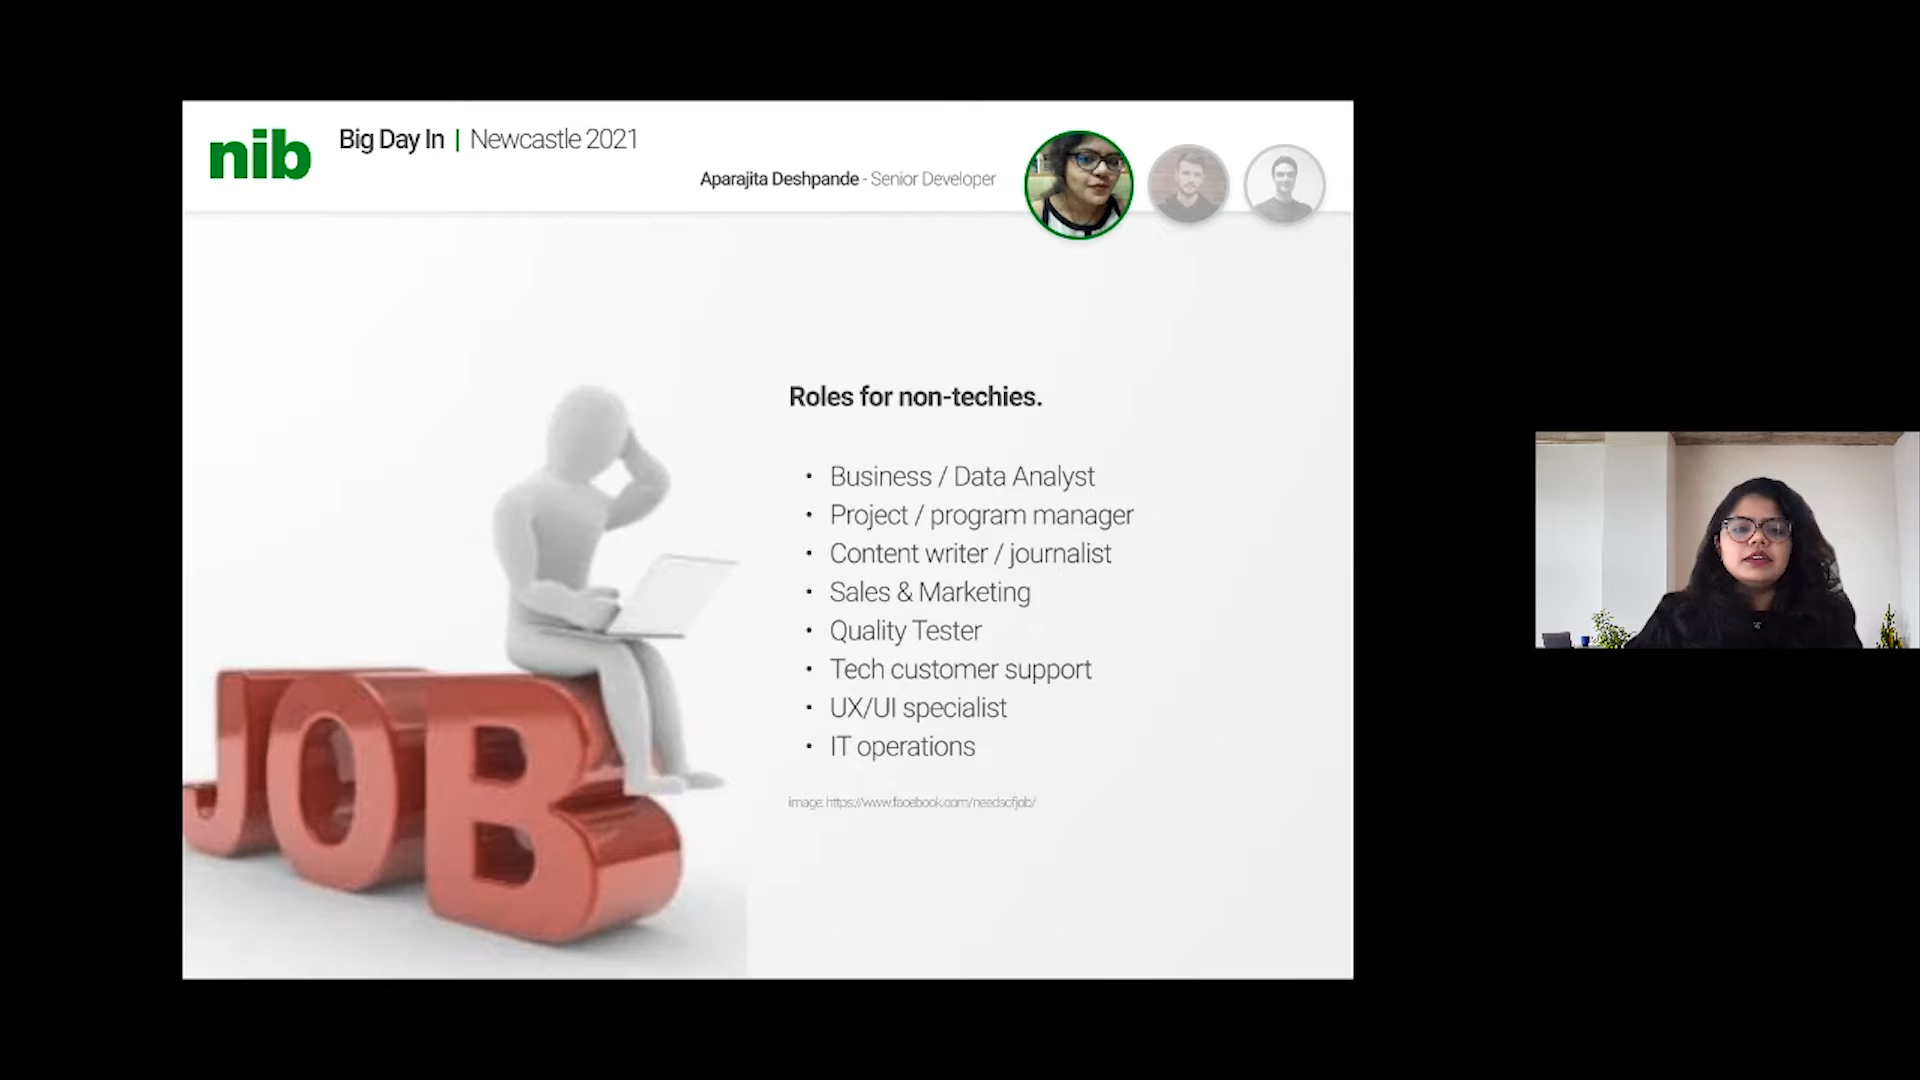 nib
Big Day In | Newcastle 2021
Aparajita Deshpande - Senior Developer
Roles for non-techies.
• Business / Data Analyst
• Project / program manager
• Content writer / journalist
• Sales & Marketing
• Quality Tester
• Tech customer support
• UX/UI specialist
• IT operations
image: https://www.facebook.com/needscfjob/
JOB